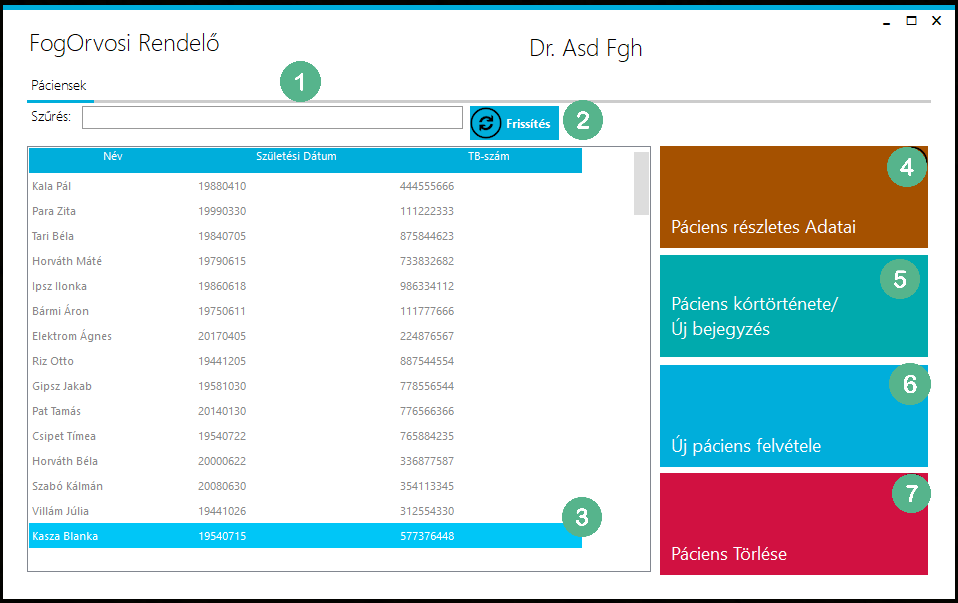 FogOrvosi Rendelő
Dr. Asd Fgh
Páciensek
1
Szűrés:
Frissítés
2
Név Születési Dátum TB-szám
Kala Pál 19880410 444555666
Para Zita 19990330 111222333
Tari Béla 19840705 875844623
Horváth Máté 19790615 733832682
Ipsz Ilonka 19860618 986334112
Bármi Áron 19750611 111777666
Elektrom Ágnes 20170405 224876567
Riz Otto 19441205 887544554
Gipsz Jakab 19581030 778556544
Pat Tamás 20140130 776566366
Csipet Tímea 19540722 765884235
Horváth Béla 20000622 336877587
Szabó Kálmán 20080630 354113345
Villám Júlia 19441026 312554330
Kasza Blanka 19540715 577376448
3
4
Páciens részletes Adatai
5
Páciens kórtörténete/
Új bejegyzés
6
Új páciens felvétele
7
Páciens Törlése